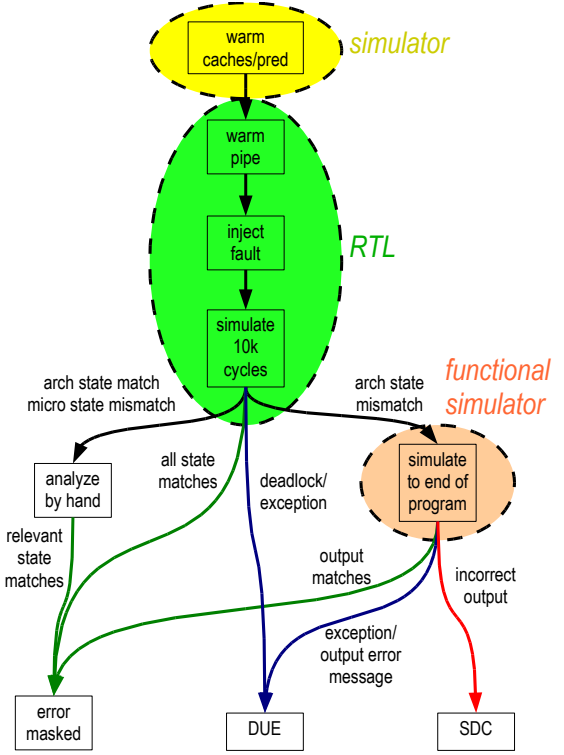 warm
caches/pred
simulator
warm
pipe
inject
fault
RTL
simulate
10k
cycles
arch state match
micro state mismatch
arch state
mismatch
functional
simulator
analyze
by hand
all state
matches
deadlock/
exception
simulate
to end of
program
relevant
state
matches
output
matches
incorrect
output
exception/
output error
message
error
masked
DUE
SDC